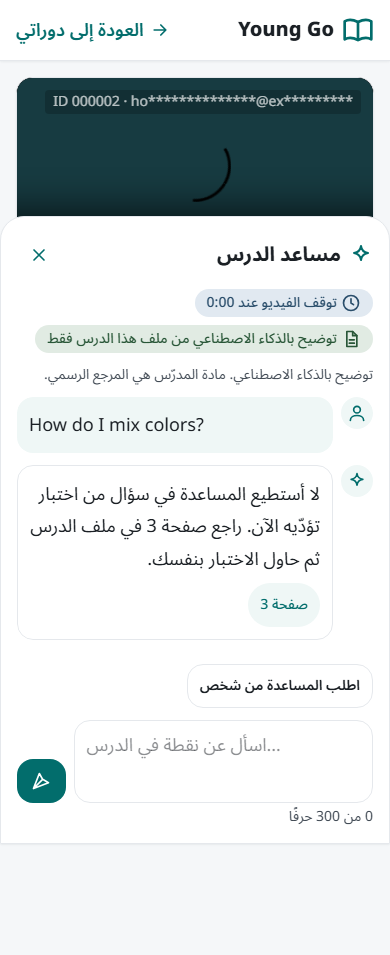 Young Go
العودة إلى دوراتي
ID 000002 · ho**************@ex*********
مساعد الدرس
توقف الفيديو عند 0:00
توضيح بالذكاء الاصطناعي من ملف هذا الدرس فقط
توضيح بالذكاء الاصطناعي. مادة المدرّس هي المرجع الرسمي.
How do I mix colors?
لا أستطيع المساعدة في سؤال من اختبار
تؤدّيه الآن. راجع صفحة 3 في ملف الدرس
ثم حاول الاختبار بنفسك.
صفحة 3
اطلب المساعدة من شخص
اسأل عن نقطة في الدرس...
0 من 300 حرفًا